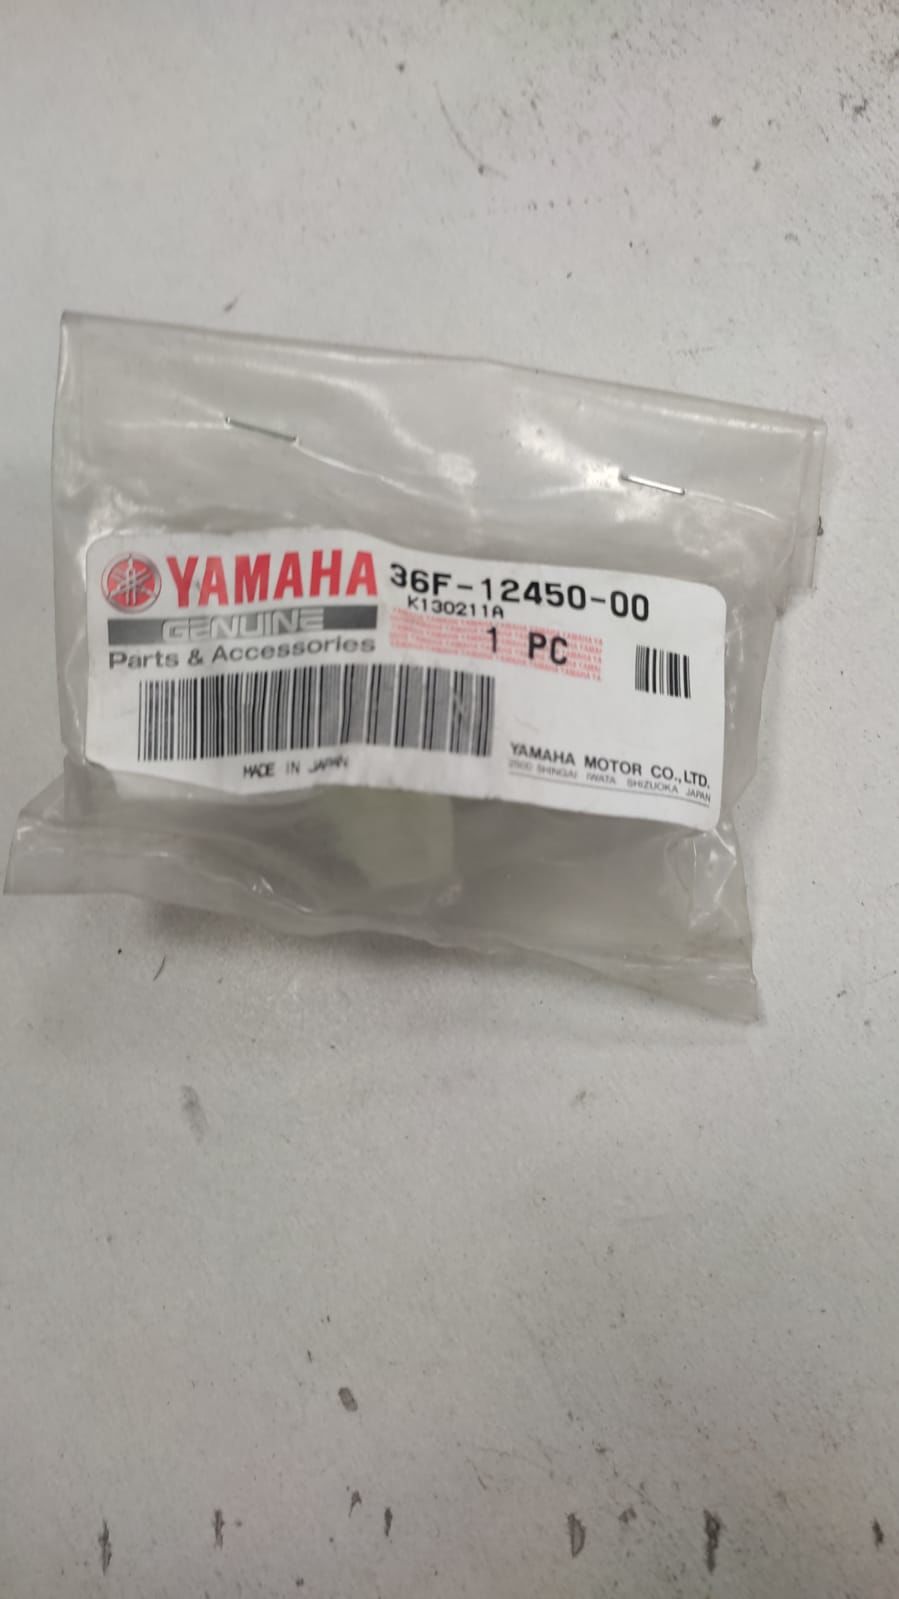 YAMAHA 36F-12450-00
K130211A
GENUINE
1 PC
Parts & Accessories
MADE IN JAPAN
YAMAHA MOTOR CO., LTD.
2500 SHINGAI IWATA SHIZUOKA JAPAN